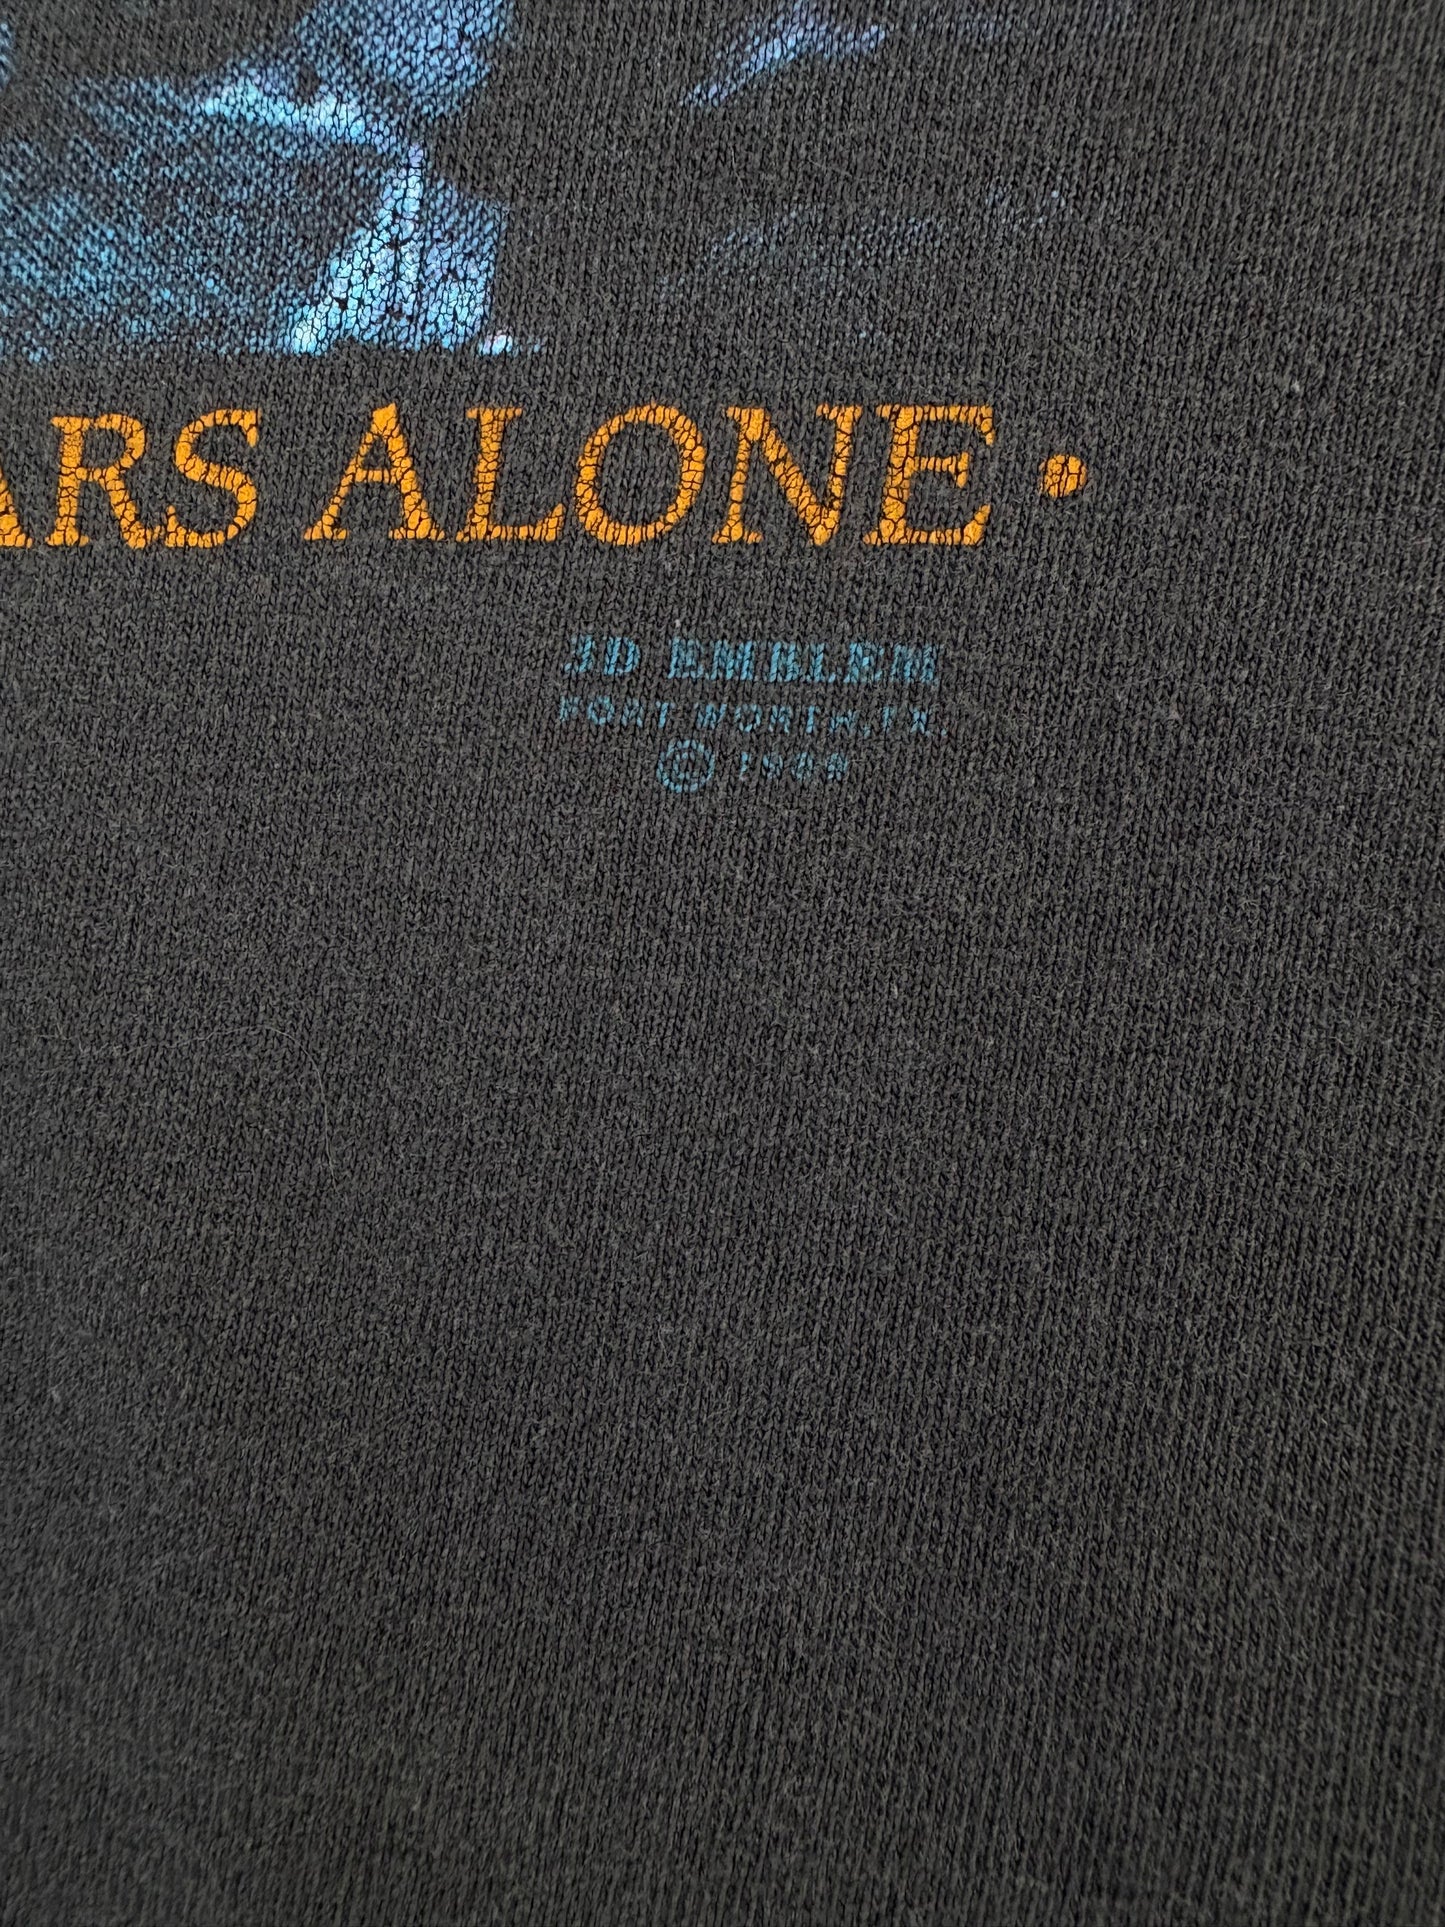 ARS ALONE •
3D EMBLEM
FORT WORTH, TX.
©